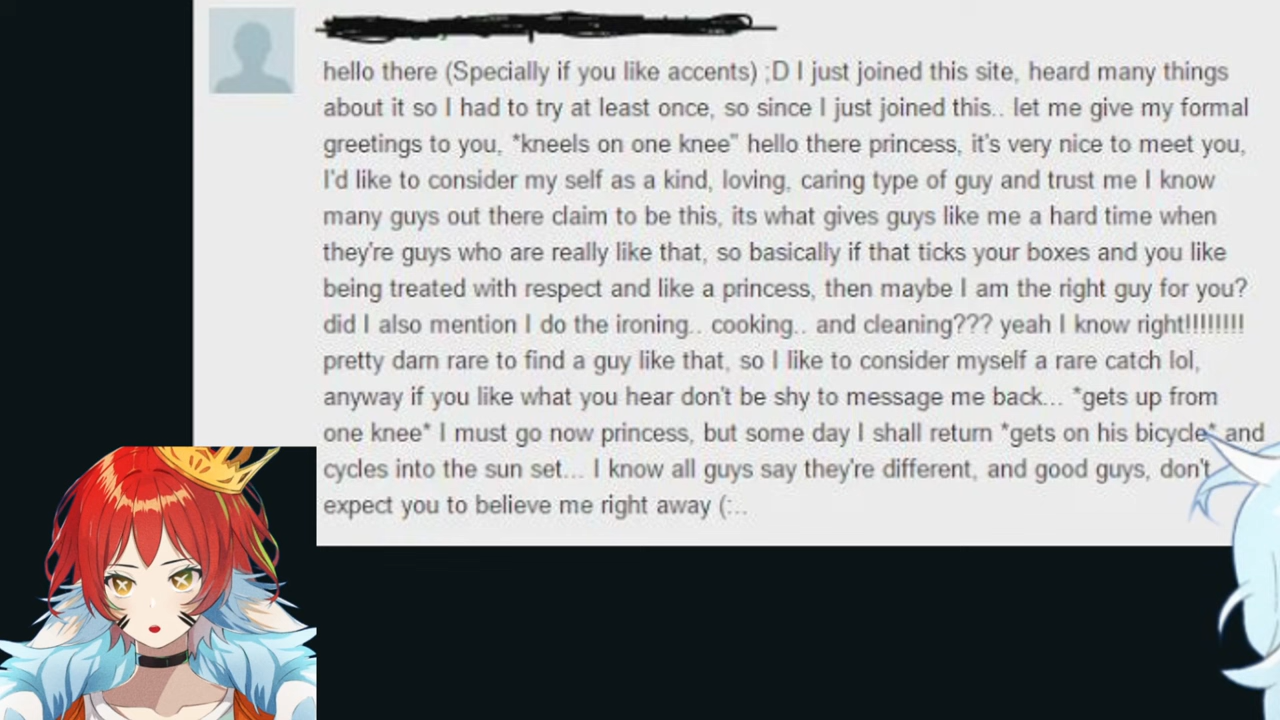 hello there (Specially if you like accents) ;D I just joined this site, heard many things
about it so I had to try at least once, so since I just joined this.. let me give my formal
greetings to you, *kneels on one knee" hello there princess, it's very nice to meet you,
I'd like to consider my self as a kind, loving, caring type of guy and trust me I know
many guys out there claim to be this, its what gives guys like me a hard time when
they're guys who are really like that, so basically if that ticks your boxes and you like
being treated with respect and like a princess, then maybe I am the right guy for you?
did I also mention I do the ironing.. cooking.. and cleaning??? yeah I know right!!!!!!!!
pretty darn rare to find a guy like that, so I like to consider myself a rare catch lol,
anyway if you like what you hear don't be shy to message me back... *gets up from
one knee* I must go now princess, but some day I shall return *gets on his bicycle* and
cycles into the sun set... I know all guys say they're different, and good guys, don't
expect you to believe me right away (:..